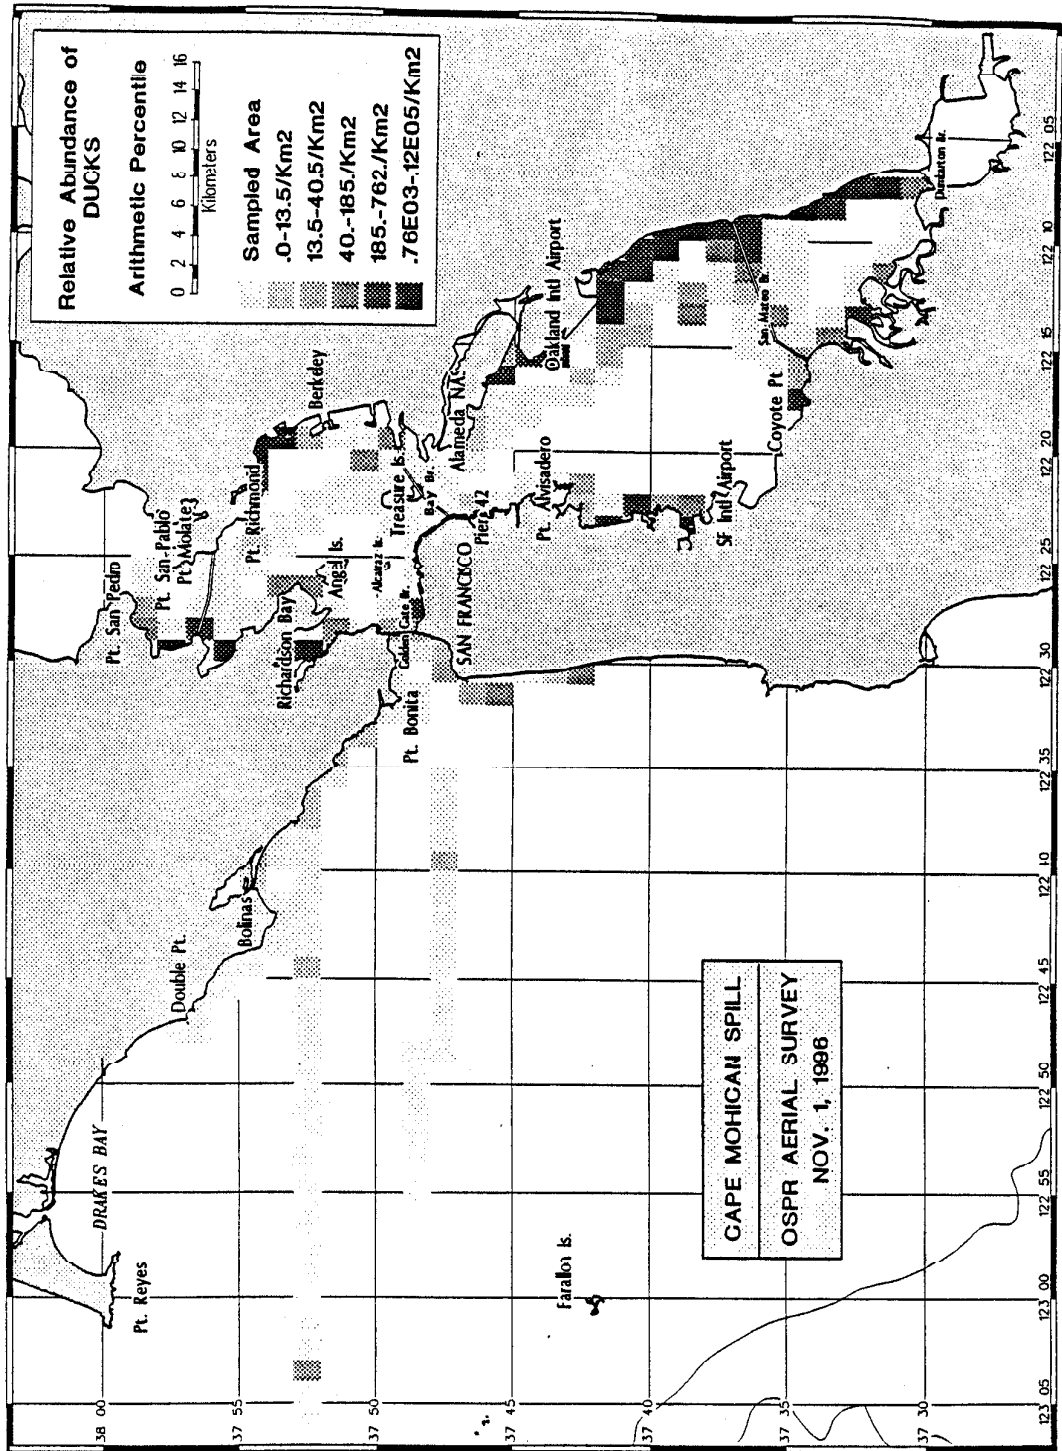 Relative Abundance of
DUCKS
Arithmetic Percentile
0 2 4 6 8 10 12 14 16
Kilometers
Sampled Area
.0-13.5/Km2
13.5-40.5/Km2
40.-185./Km2
185.-762./Km2
.76E03-.12E05/Km2
Pt. San Pedro
Pt. San Pablo
Pt. Molate
Pt. Richmond
Berkeley
Richardson Bay
Angel Is.
Alcatraz Is.
Treasure Is.
Bay Br.
Golden Gate Br.
SAN FRANCISCO
Pier 42
Alameda NA.
Oakland Intl Airport
Pt. Alvisadero
SF Intl Airport
Coyote Pt
San Mateo Br.
Dumbarton Br.
Pt. Bonita
Bolinas
Double Pt.
DRAKES BAY
Pt. Reyes
Farallon Is.
CAPE MOHICAN SPILL
OSPR AERIAL SURVEY
NOV. 1, 1996
38 00
37 55
37 50
37 45
37 40
37 35
37 30
123 05
123 00
122 55
122 50
122 45
122 40
122 35
122 30
122 25
122 20
122 15
122 10
122 05